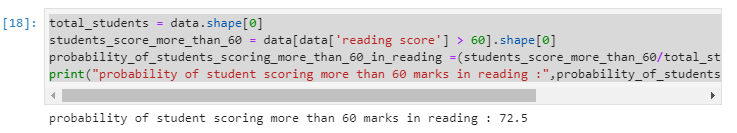 [18]: total_students = data.shape[0]
students_score_more_than_60 = data[data['reading score'] > 60].shape[0]
probability_of_students_scoring_more_than_60_in_reading =(students_score_more_than_60/total_st
print("probability of student scoring more than 60 marks in reading :",probability_of_students
probability of student scoring more than 60 marks in reading : 72.5